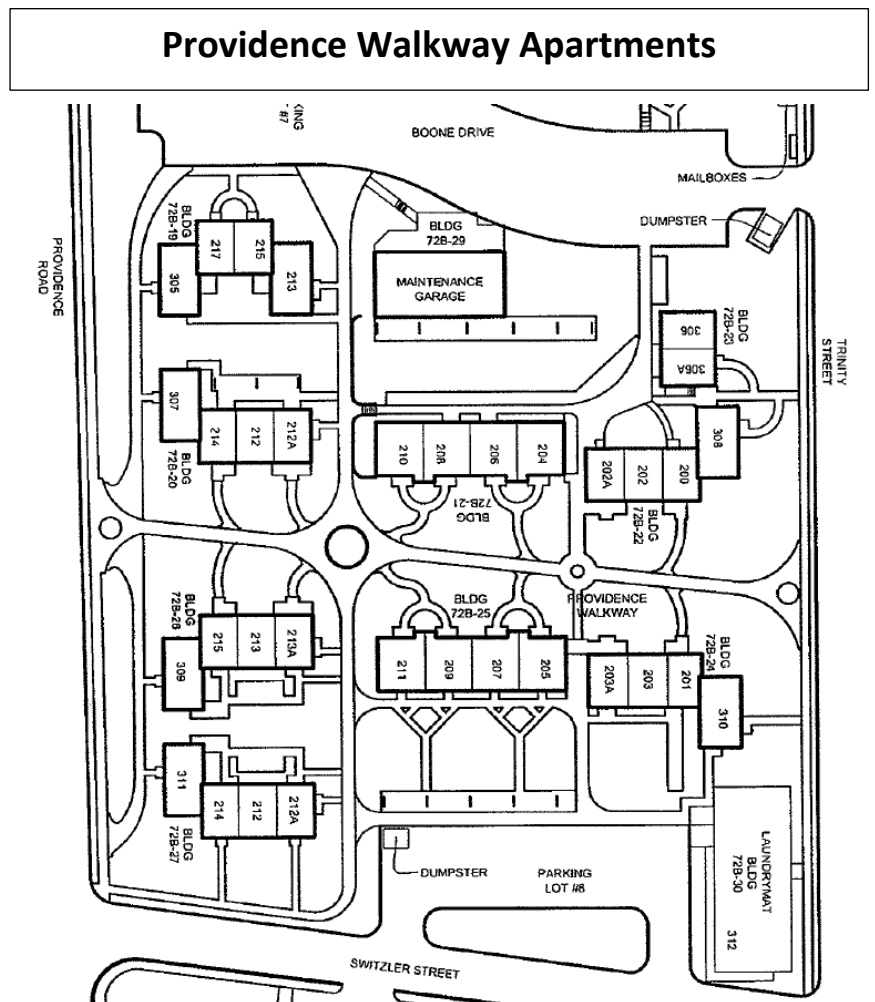 Providence Walkway Apartments
KING
#7
BOONE DRIVE
MAILBOXES
DUMPSTER
BLDG
72B-19
217
215
213
305
BLDG
72B-29
MAINTENANCE
GARAGE
PROVIDENCE
ROAD
BLDG
72B-23
306
306A
TRINITY
STREET
307
214
212
212A
BLDG
72B-20
210
208
206
204
BLDG
72B-21
308
202A
202
200
BLDG
72B-22
BLDG
72B-25
PROVIDENCE
WALKWAY
BLDG
72B-26
215
213
213A
309
211
209
207
205
BLDG
72B-24
203A
203
201
310
311
214
212
212A
BLDG
72B-27
DUMPSTER
PARKING
LOT #8
LAUNDRYMAT
BLDG
72B-30
312
SWITZLER STREET